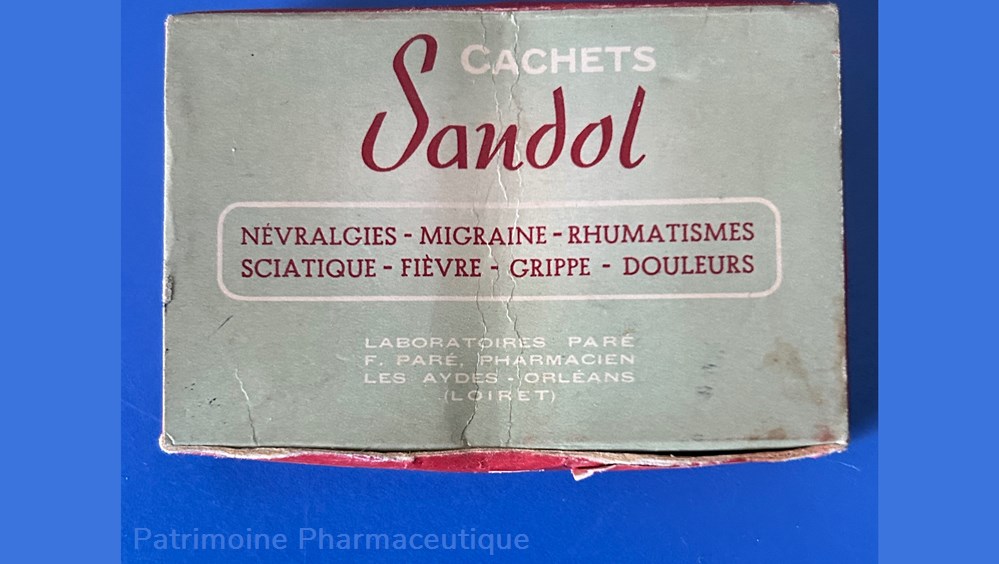 CACHETS
Sandol
NÉVRALGIES - MIGRAINE - RHUMATISMES
SCIATIQUE - FIÈVRE - GRIPPE - DOULEURS
LABORATOIRES PARÉ
F. PARÉ, PHARMACIEN
LES AYDES - ORLÉANS
(LOIRET)
Patrimoine Pharmaceutique